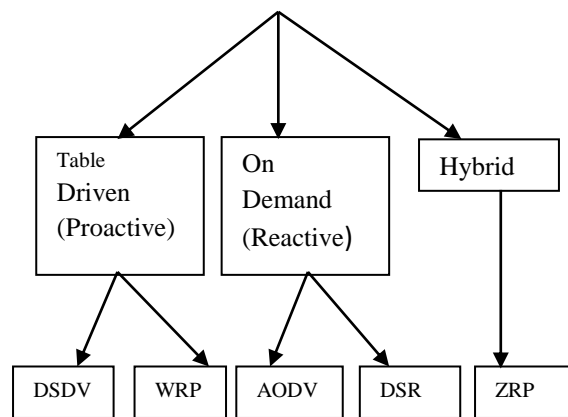 Table
Driven
(Proactive)
On
Demand
(Reactive)
Hybrid
DSDV
WRP
AODV
DSR
ZRP